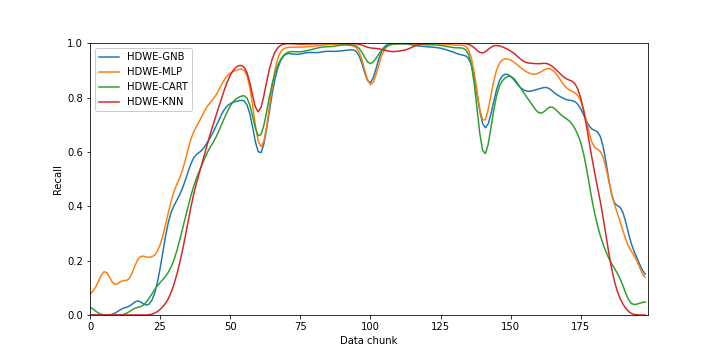 1.0
0.8
0.6
0.4
0.2
0.0
Recall
HDWE-GNB
HDWE-MLP
HDWE-CART
HDWE-KNN
0 25 50 75 100 125 150 175
Data chunk